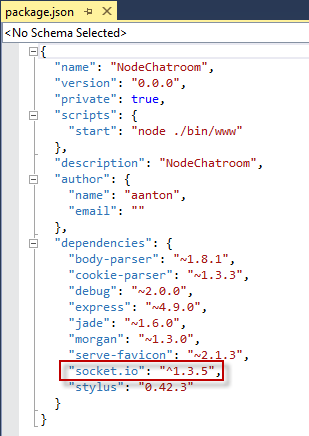 package.json
<No Schema Selected>
{
"name": "NodeChatroom",
"version": "0.0.0",
"private": true,
"scripts": {
"start": "node ./bin/www"
},
"description": "NodeChatroom",
"author": {
"name": "aanton",
"email": ""
},
"dependencies": {
"body-parser": "~1.8.1",
"cookie-parser": "~1.3.3",
"debug": "~2.0.0",
"express": "~4.9.0",
"jade": "~1.6.0",
"morgan": "~1.3.0",
"serve-favicon": "~2.1.3",
"socket.io": "^1.3.5",
"stylus": "0.42.3"
}
}